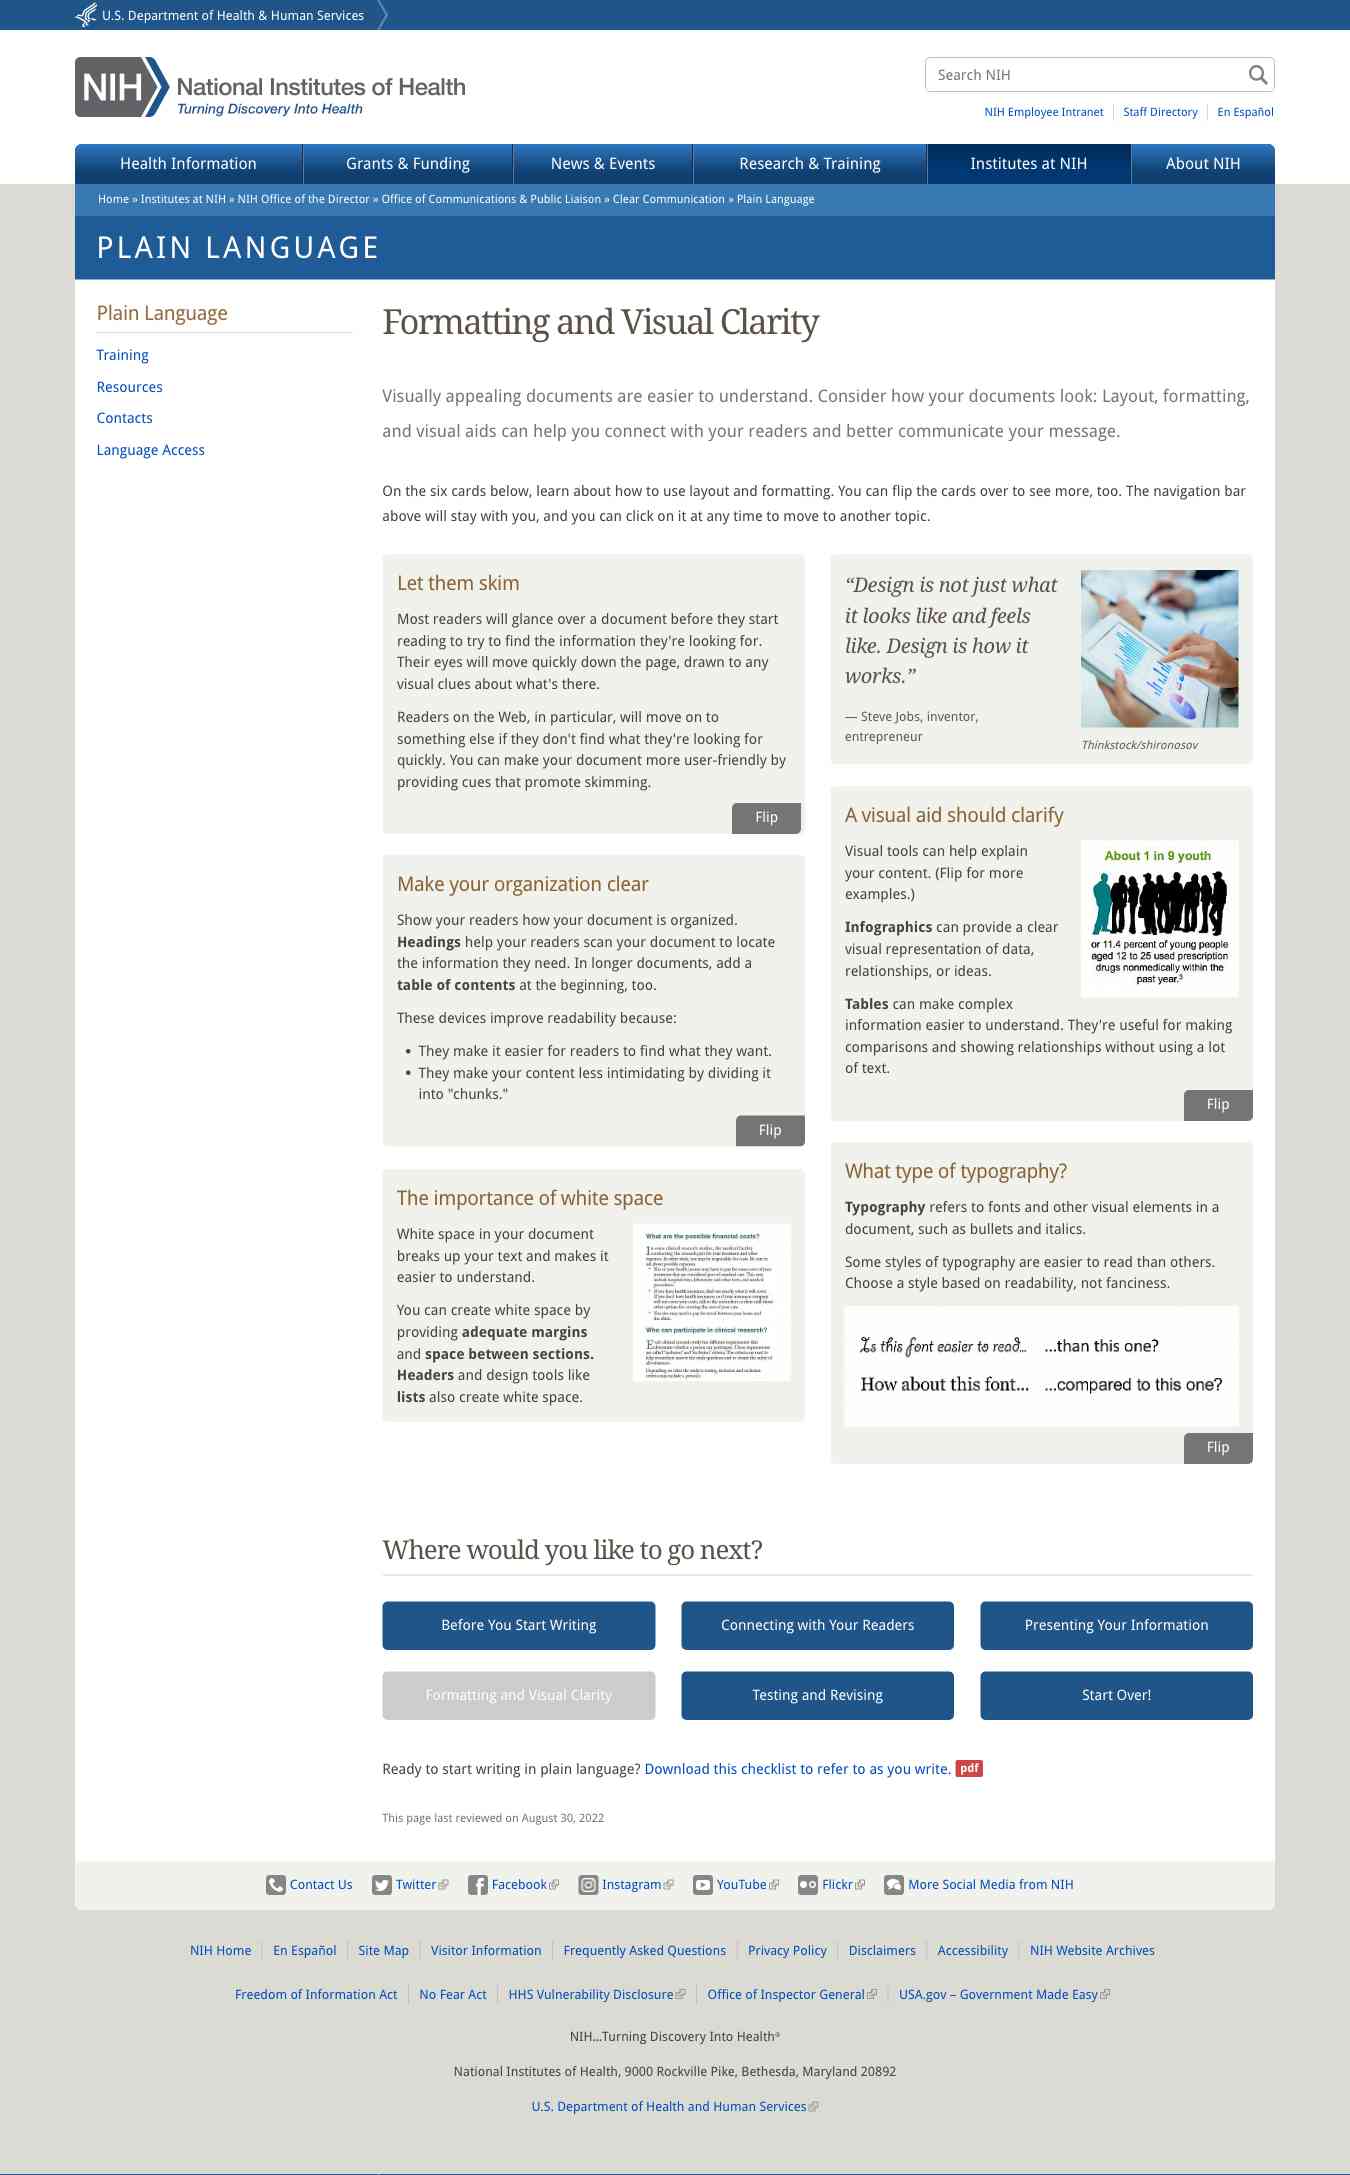 U.S. Department of Health & Human Services
NIH
National Institutes of Health
Turning Discovery Into Health
Search NIH
NIH Employee Intranet
Staff Directory
En Español
Health Information
Grants & Funding
News & Events
Research & Training
Institutes at NIH
About NIH
Home » Institutes at NIH » NIH Office of the Director » Office of Communications & Public Liaison » Clear Communication » Plain Language
PLAIN LANGUAGE
Plain Language
Training
Resources
Contacts
Language Access
Formatting and Visual Clarity
Visually appealing documents are easier to understand. Consider how your documents look: Layout, formatting,
and visual aids can help you connect with your readers and better communicate your message.
On the six cards below, learn about how to use layout and formatting. You can flip the cards over to see more, too. The navigation bar
above will stay with you, and you can click on it at any time to move to another topic.
Let them skim
Most readers will glance over a document before they start
reading to try to find the information they're looking for.
Their eyes will move quickly down the page, drawn to any
visual clues about what's there.
Readers on the Web, in particular, will move on to
something else if they don't find what they're looking for
quickly. You can make your document more user-friendly by
providing cues that promote skimming.
Flip
Make your organization clear
Show your readers how your document is organized.
Headings help your readers scan your document to locate
the information they need. In longer documents, add a
table of contents at the beginning, too.
These devices improve readability because:
• They make it easier for readers to find what they want.
• They make your content less intimidating by dividing it
into "chunks."
Flip
The importance of white space
White space in your document
breaks up your text and makes it
easier to understand.
You can create white space by
providing adequate margins
and space between sections.
Headers and design tools like
lists also create white space.
What are the possible financial costs?
Who can participate in clinical research?
“Design is not just what
it looks like and feels
like. Design is how it
works.”
— Steve Jobs, inventor,
entrepreneur
Thinkstock/shironosov
A visual aid should clarify
Visual tools can help explain
your content. (Flip for more
examples.)
Infographics can provide a clear
visual representation of data,
relationships, or ideas.
Tables can make complex
information easier to understand. They're useful for making
comparisons and showing relationships without using a lot
of text.
About 1 in 9 youth
or 11.4 percent of young people
aged 12 to 25 used prescription
drugs nonmedically within the
past year.3
Flip
What type of typography?
Typography refers to fonts and other visual elements in a
document, such as bullets and italics.
Some styles of typography are easier to read than others.
Choose a style based on readability, not fanciness.
Is this font easier to read... ...than this one?
How about this font... ...compared to this one?
Flip
Where would you like to go next?
Before You Start Writing
Connecting with Your Readers
Presenting Your Information
Formatting and Visual Clarity
Testing and Revising
Start Over!
Ready to start writing in plain language? Download this checklist to refer to as you write. pdf
This page last reviewed on August 30, 2022
Contact Us
Twitter
Facebook
Instagram
YouTube
Flickr
More Social Media from NIH
NIH Home
En Español
Site Map
Visitor Information
Frequently Asked Questions
Privacy Policy
Disclaimers
Accessibility
NIH Website Archives
Freedom of Information Act
No Fear Act
HHS Vulnerability Disclosure
Office of Inspector General
USA.gov – Government Made Easy
NIH...Turning Discovery Into Health®
National Institutes of Health, 9000 Rockville Pike, Bethesda, Maryland 20892
U.S. Department of Health and Human Services